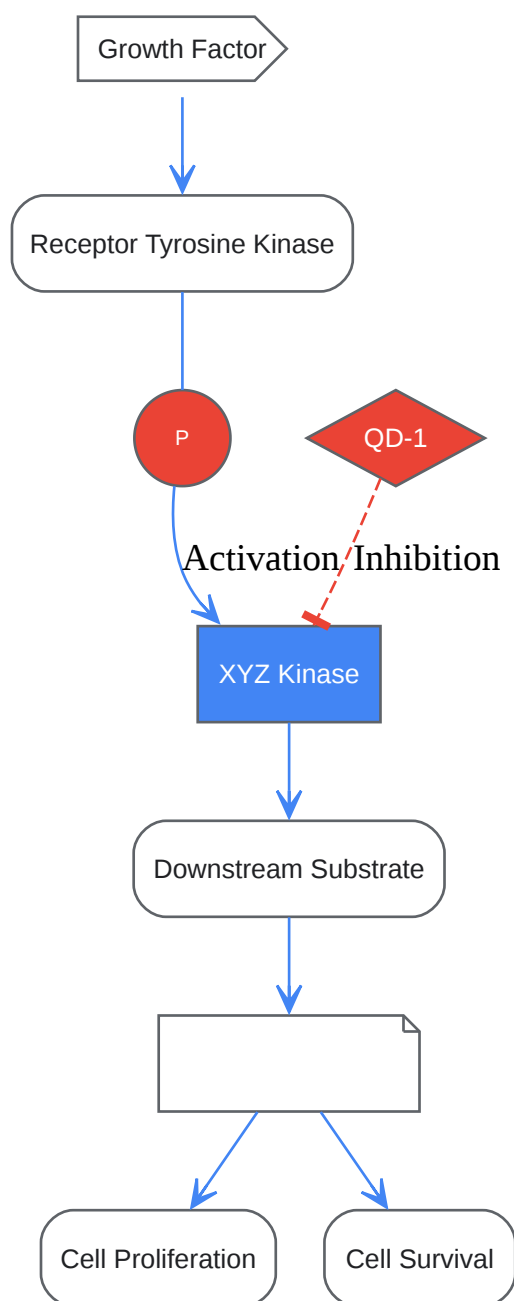 Growth Factor
Receptor Tyrosine Kinase
P
QD-1
Activation
Inhibition
XYZ Kinase
Downstream Substrate
Cell Proliferation
Cell Survival